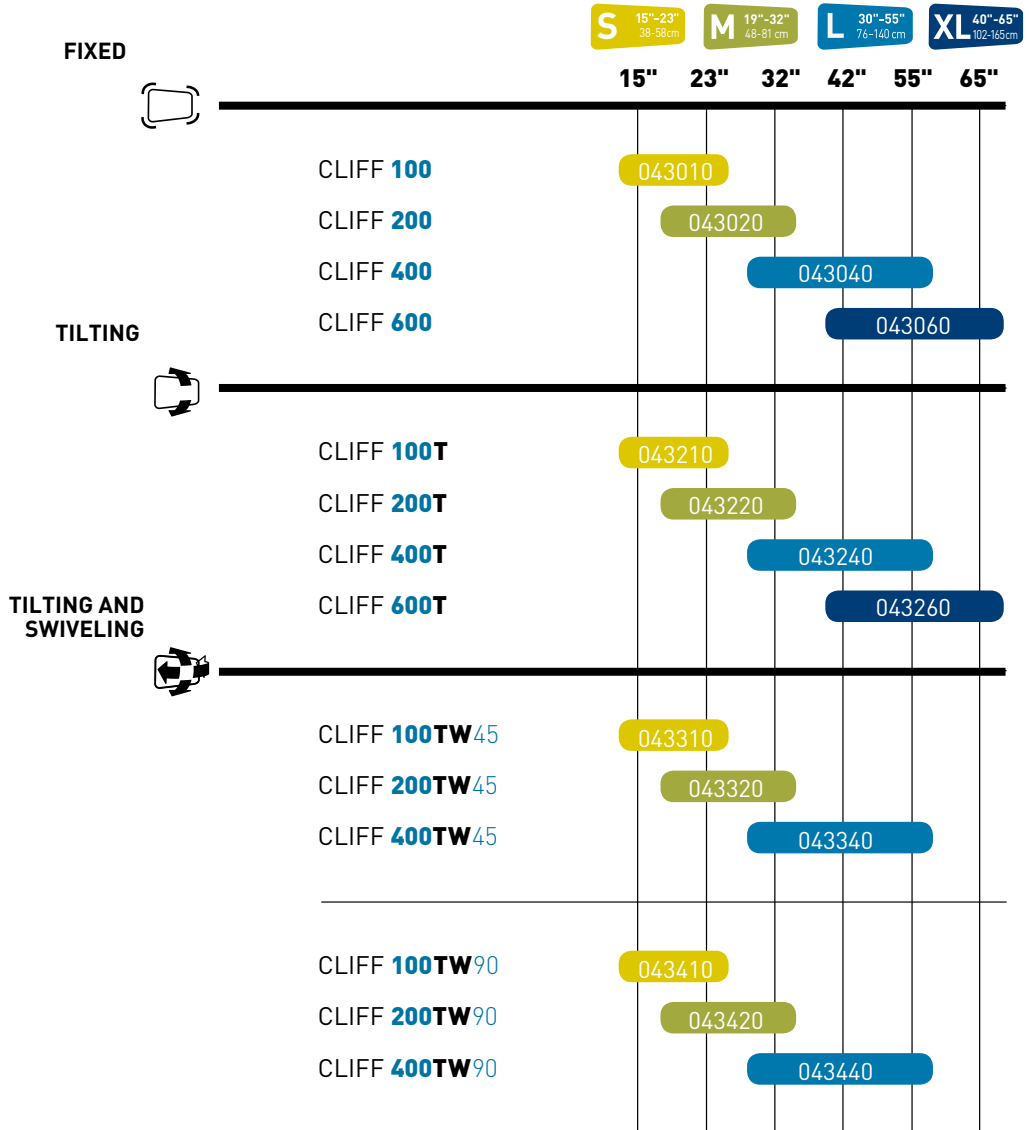 S 15"-23" 38-58cm
M 19"-32" 48-81 cm
L 30"-55" 76-140 cm
XL 40"-65" 102-165cm
FIXED
15" 23" 32" 42" 55" 65"
CLIFF 100 043010
CLIFF 200 043020
CLIFF 400 043040
CLIFF 600 043060
TILTING
CLIFF 100T 043210
CLIFF 200T 043220
CLIFF 400T 043240
CLIFF 600T 043260
TILTING AND
SWIVELING
CLIFF 100TW45 043310
CLIFF 200TW45 043320
CLIFF 400TW45 043340
CLIFF 100TW90 043410
CLIFF 200TW90 043420
CLIFF 400TW90 043440